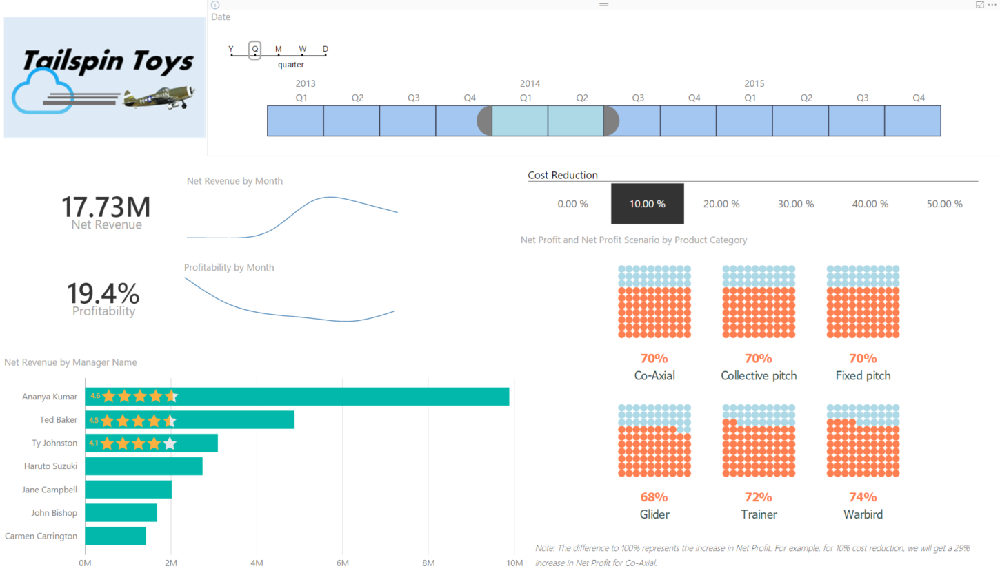 Date
Tailspin Toys
Y Q M W D
quarter
2013 2014 2015
Q1 Q2 Q3 Q4 Q1 Q2 Q3 Q4 Q1 Q2 Q3 Q4
Net Revenue by Month
17.73M
Net Revenue
Profitability by Month
19.4%
Profitability
Cost Reduction
0.00 % 10.00 % 20.00 % 30.00 % 40.00 % 50.00 %
Net Profit and Net Profit Scenario by Product Category
70% 70% 70%
Co-Axial Collective pitch Fixed pitch
68% 72% 74%
Glider Trainer Warbird
Note: The difference to 100% represents the increase in Net Profit. For example, for 10% cost reduction, we will get a 29%
increase in Net Profit for Co-Axial.
Net Revenue by Manager Name
Ananya Kumar 4.6
Ted Baker 4.5
Ty Johnston 4.1
Haruto Suzuki
Jane Campbell
John Bishop
Carmen Carrington
0M 2M 4M 6M 8M 10M